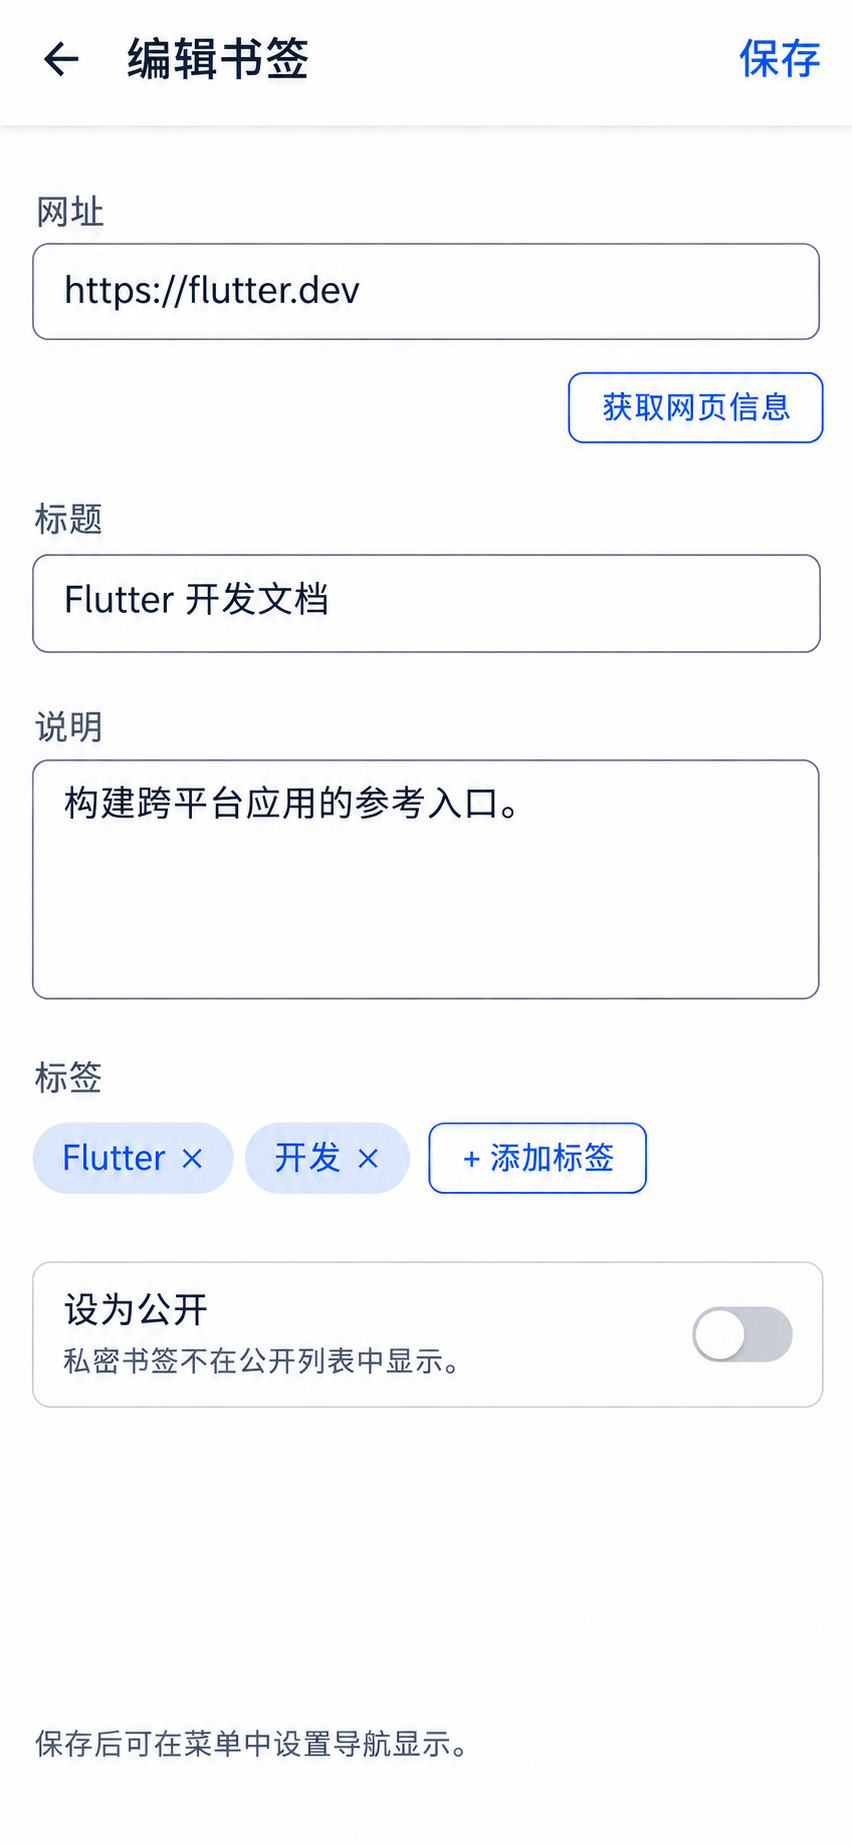 编辑书签
保存
网址
https://flutter.dev
获取网页信息
标题
Flutter 开发文档
说明
构建跨平台应用的参考入口。
标签
Flutter ×
开发 ×
+ 添加标签
设为公开
私密书签不在公开列表中显示。
保存后可在菜单中设置导航显示。